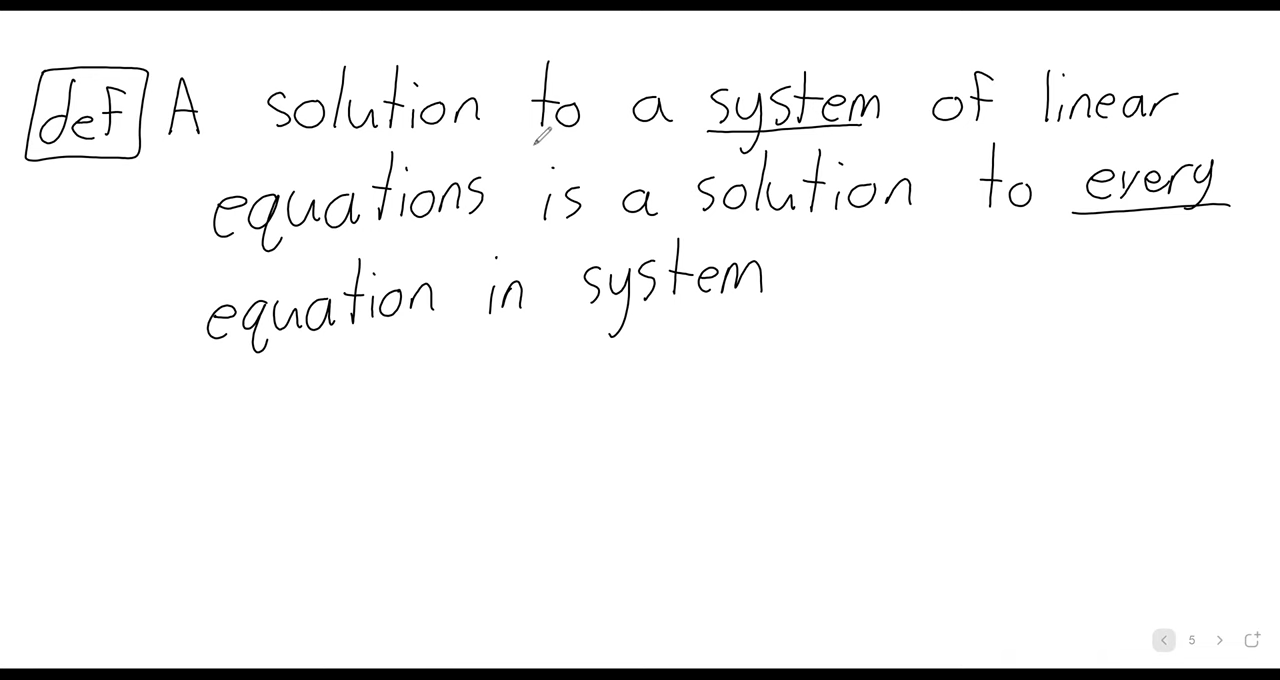 def A solution to a system of linear
equations is a solution to every
equation in system
5